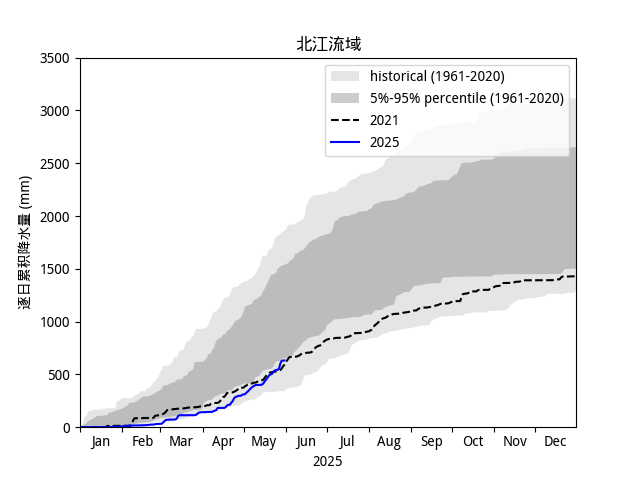 北江流域
historical (1961-2020)
5%-95% percentile (1961-2020)
2021
2025
逐日累积降水量 (mm)
3500
3000
2500
2000
1500
1000
500
0
Jan Feb Mar Apr May Jun Jul Aug Sep Oct Nov Dec
2025